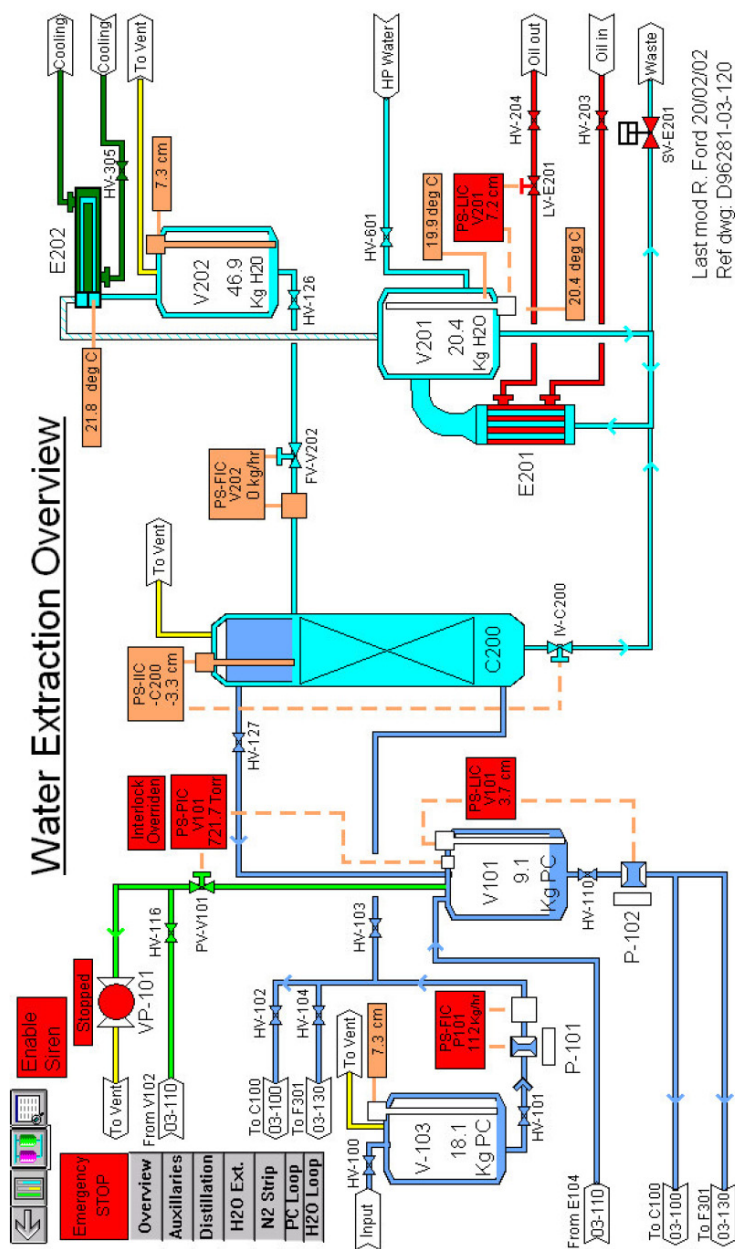 Water Extraction Overview
Enable
Siren
Emergency
STOP
Overview
Auxillaries
Distillation
H2O Ext.
N2 Strip
PC Loop
H2O Loop
Stopped
VP-101
To Vent
HV-116
From V102
03-110
PV-V101
Interlock
Overriden
PS-PIC
V101
721.7 Torr
HV-127
PS-IIC
-C200
-3.3 cm
To Vent
PS-FIC
V202
0 kg/hr
FV-V202
21.8 deg C
E202
Cooling
Cooling
HV-305
To Vent
7.3 cm
V202
46.9
Kg H20
HV-126
HP Water
HV-601
19.9 deg C
PS-LIC
V201
7.2 cm
Oil out
HV-204
LV-E201
Oil in
HV-203
V201
20.4
Kg H2O
20.4 deg C
E201
Waste
SV-E201
C200
IV-C200
To C100
03-100
HV-102
To F301
03-130
HV-104
HV-103
To Vent
7.3 cm
V-103
18.1
Kg PC
HV-100
Input
HV-101
PS-FIC
P101
112 Kg/hr
P-101
PS-LIC
V101
3.7 cm
V101
9.1
Kg PC
HV-110
P-102
From E104
03-110
To C100
03-100
To F301
03-130
Last mod R. Ford 20/02/02
Ref dwg: D96281-03-120